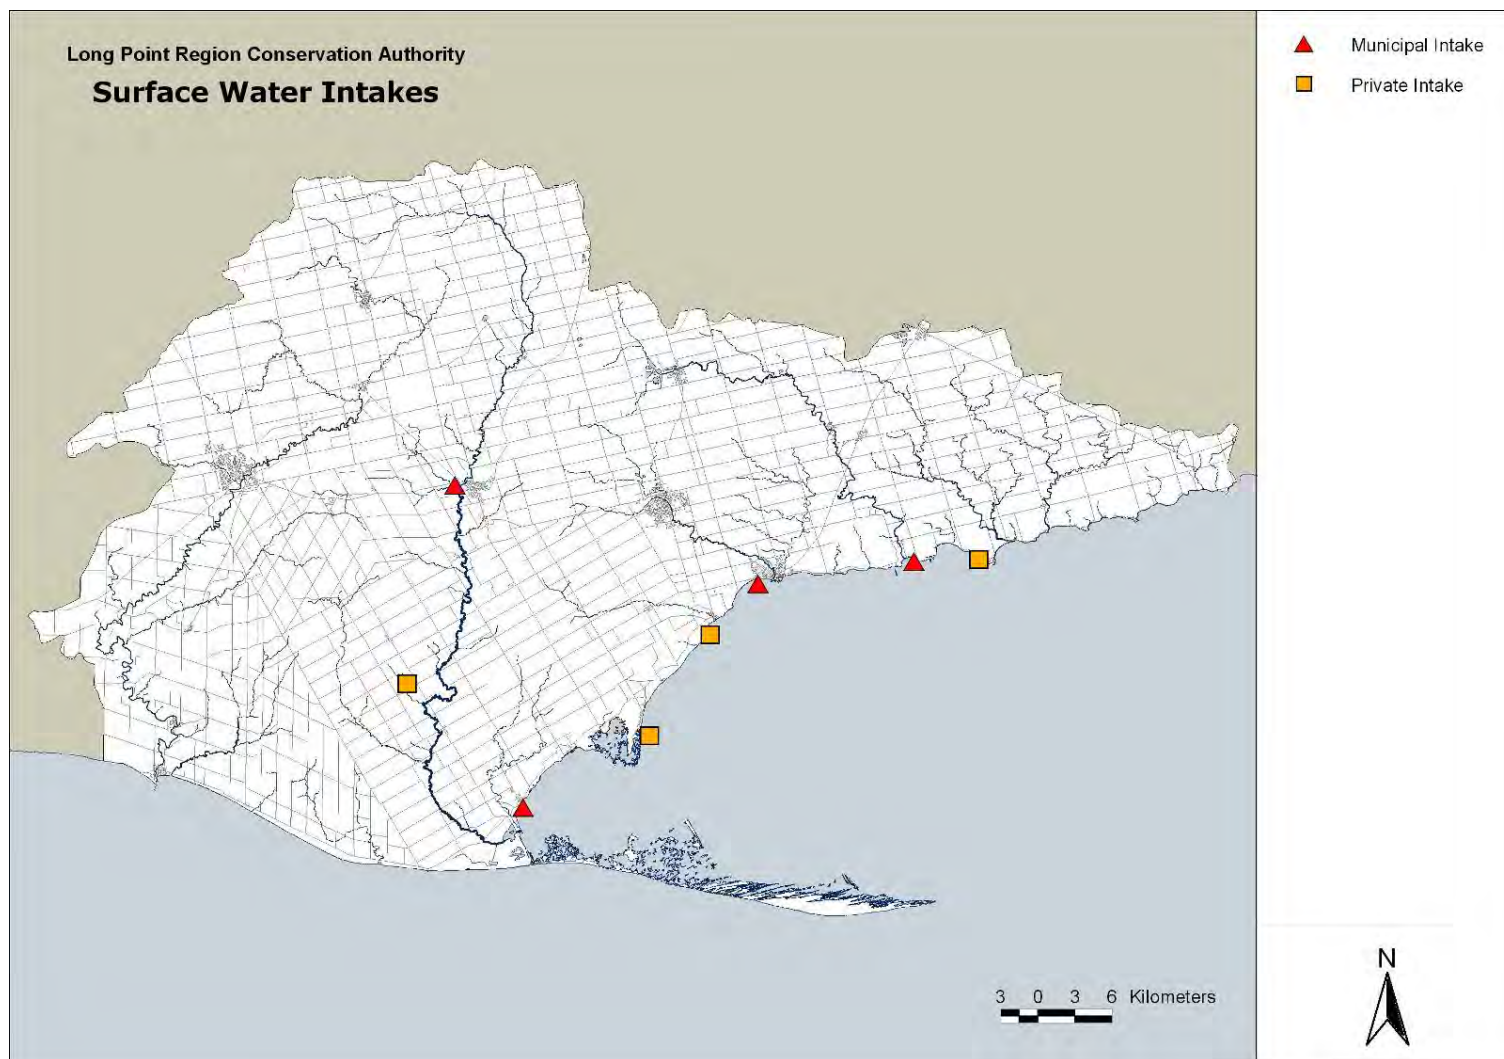 Long Point Region Conservation Authority
Surface Water Intakes
Municipal Intake
Private Intake
N
3 0 3 6 Kilometers